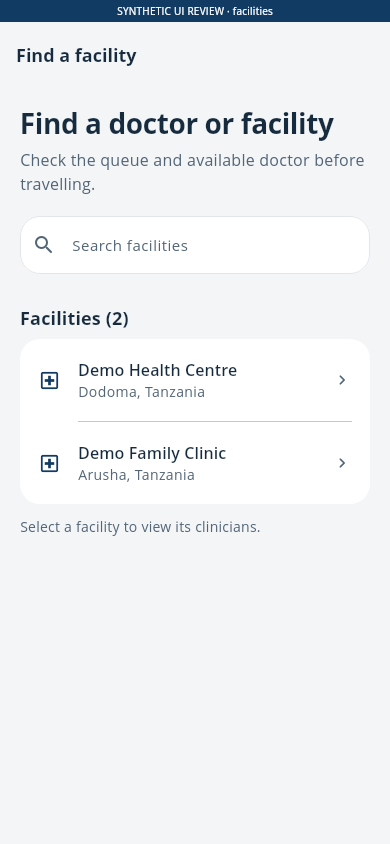 SYNTHETIC UI REVIEW · facilities
Find a facility
Find a doctor or facility
Check the queue and available doctor before
travelling.
Search facilities
Facilities (2)
Demo Health Centre
Dodoma, Tanzania
Demo Family Clinic
Arusha, Tanzania
Select a facility to view its clinicians.